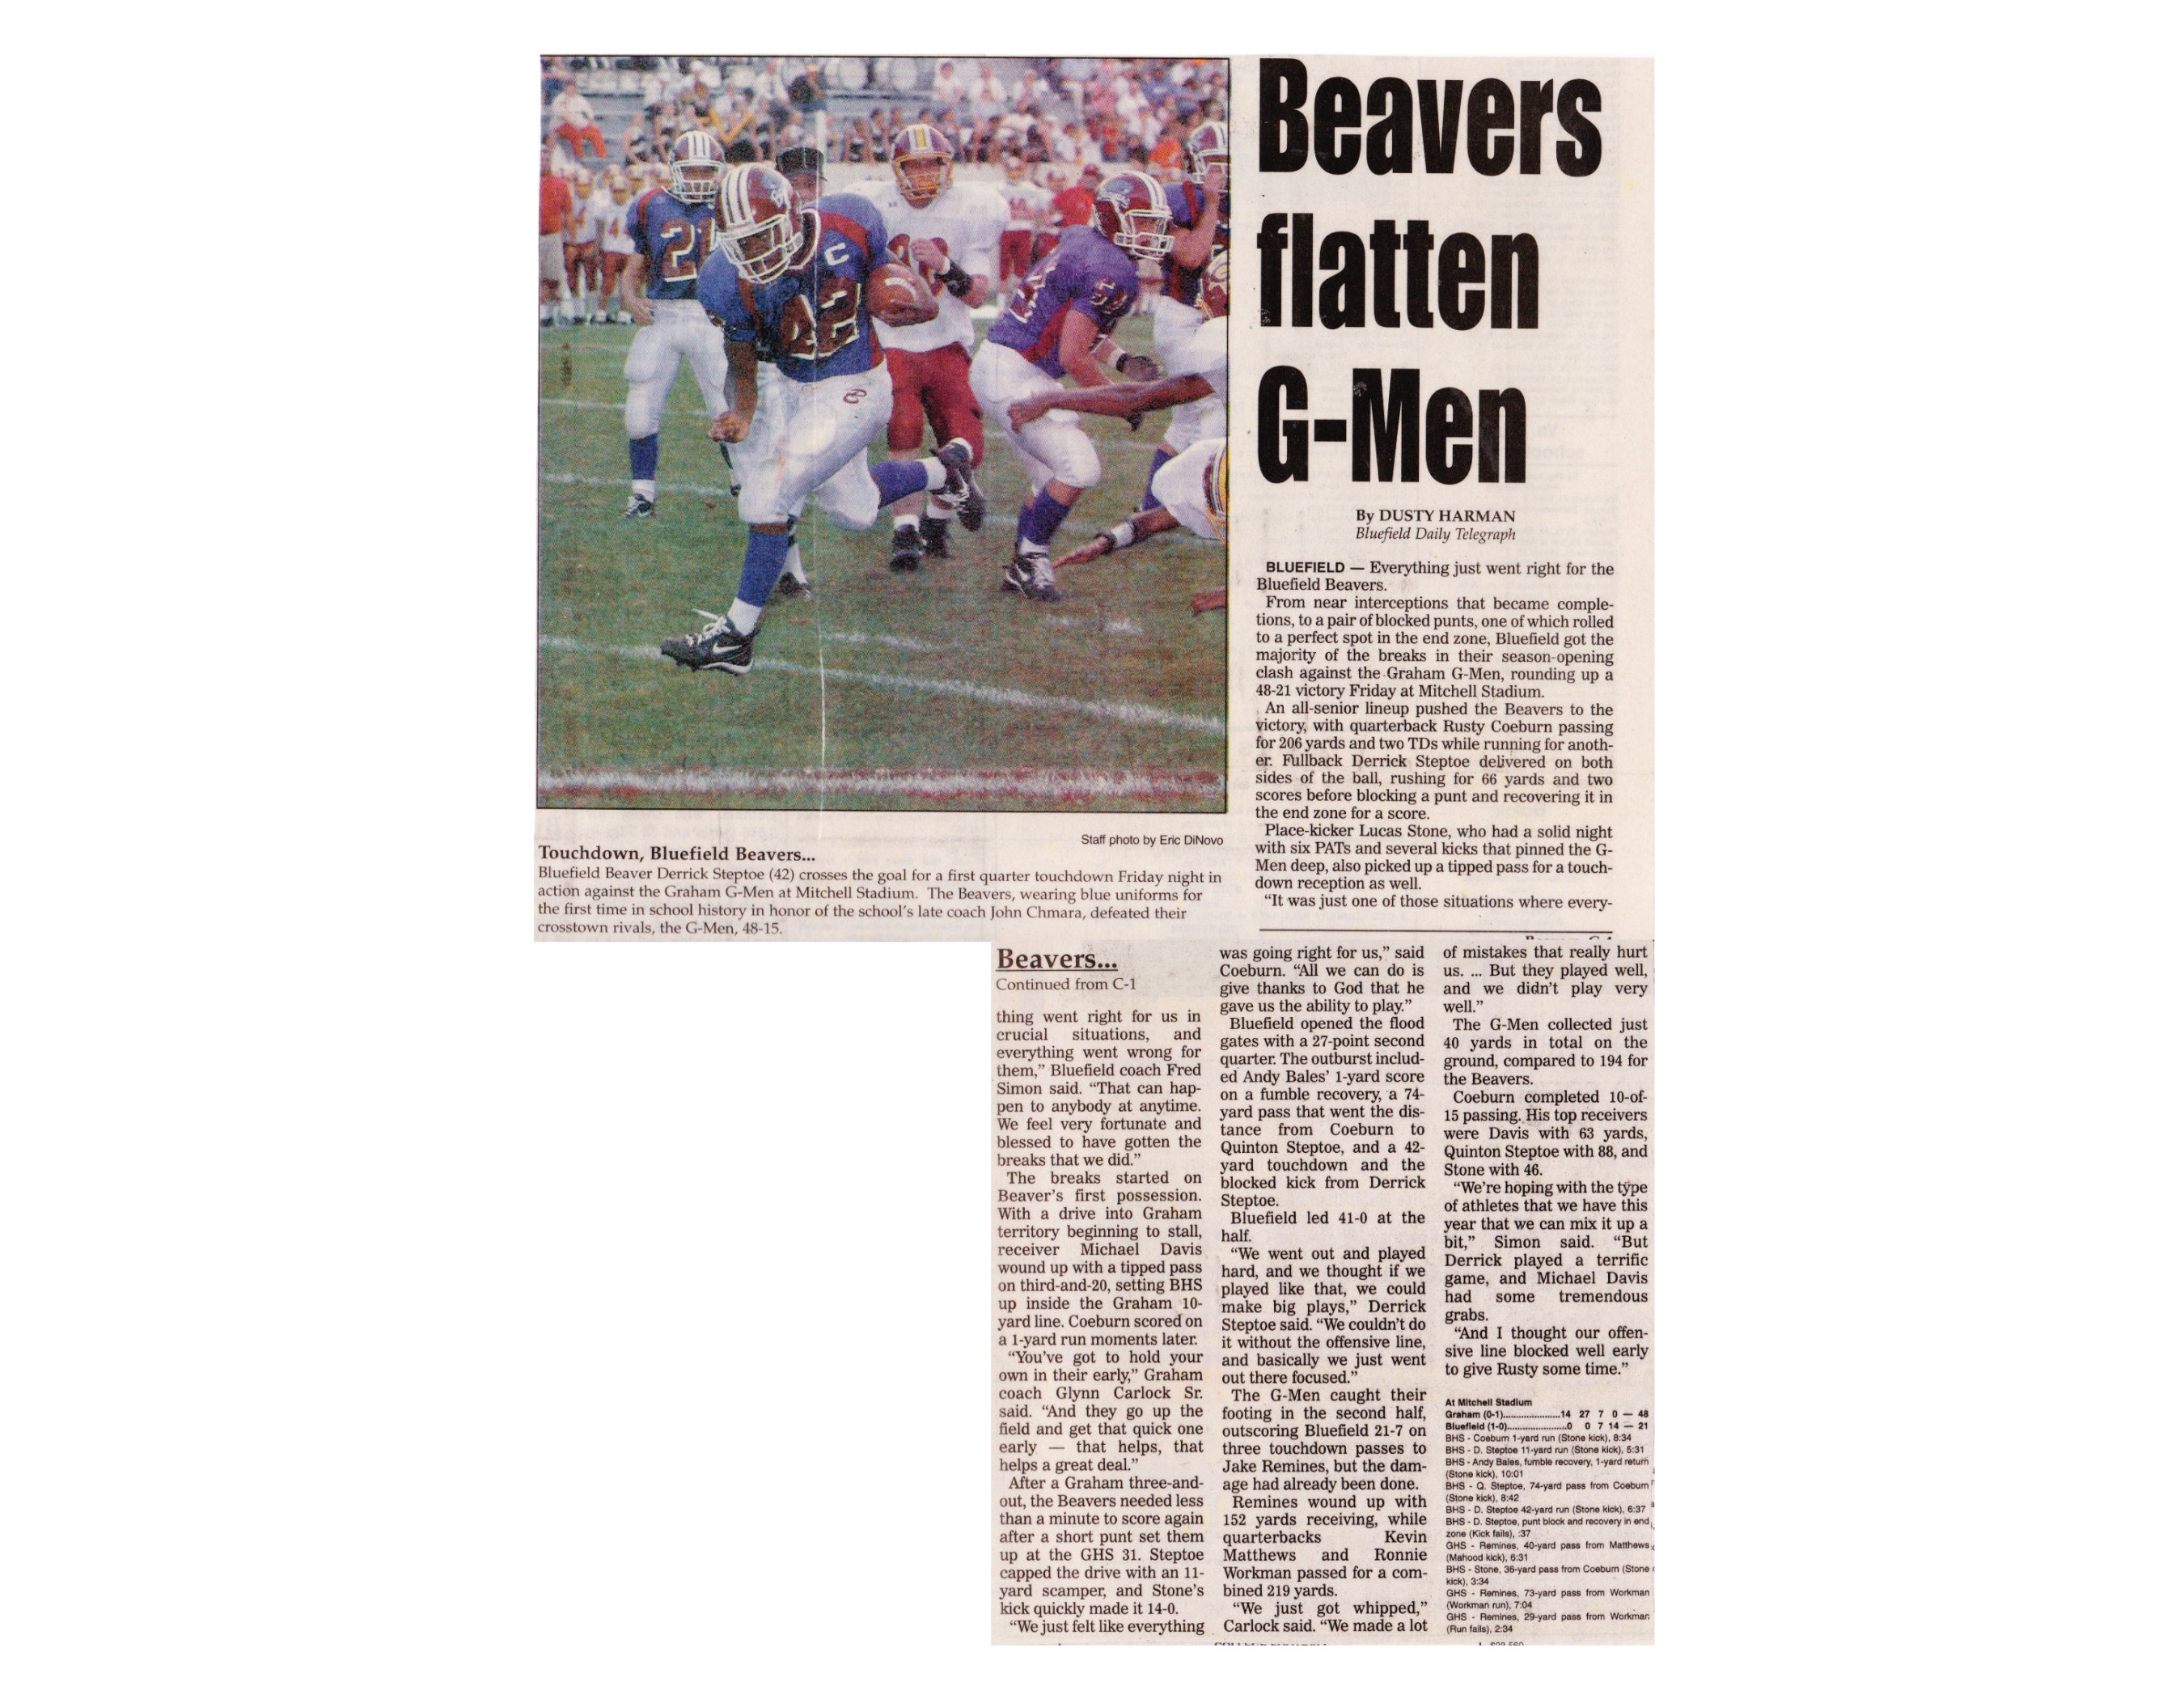 Beavers
flatten
G-Men
By DUSTY HARMAN
Bluefield Daily Telegraph
BLUEFIELD — Everything just went right for the
Bluefield Beavers.
From near interceptions that became comple-
tions, to a pair of blocked punts, one of which rolled
to a perfect spot in the end zone, Bluefield got the
majority of the breaks in their season-opening
clash against the Graham G-Men, rounding up a
48-21 victory Friday at Mitchell Stadium.
An all-senior lineup pushed the Beavers to the
victory, with quarterback Rusty Coeburn passing
for 206 yards and two TDs while running for anoth-
er. Fullback Derrick Steptoe delivered on both
sides of the ball, rushing for 66 yards and two
scores before blocking a punt and recovering it in
the end zone for a score.
Place-kicker Lucas Stone, who had a solid night
with six PATs and several kicks that pinned the G-
Men deep, also picked up a tipped pass for a touch-
down reception as well.
“It was just one of those situations where every-
21
C
42
54
Staff photo by Eric DiNovo
Touchdown, Bluefield Beavers...
Bluefield Beaver Derrick Steptoe (42) crosses the goal for a first quarter touchdown Friday night in
action against the Graham G-Men at Mitchell Stadium. The Beavers, wearing blue uniforms for
the first time in school history in honor of the school’s late coach John Chmara, defeated their
crosstown rivals, the G-Men, 48-15.
Beavers...
Continued from C-1
thing went right for us in
crucial situations, and
everything went wrong for
them,” Bluefield coach Fred
Simon said. “That can hap-
pen to anybody at anytime.
We feel very fortunate and
blessed to have gotten the
breaks that we did.”
The breaks started on
Beaver’s first possession.
With a drive into Graham
territory beginning to stall,
receiver Michael Davis
wound up with a tipped pass
on third-and-20, setting BHS
up inside the Graham 10-
yard line. Coeburn scored on
a 1-yard run moments later.
“You’ve got to hold your
own in their early,” Graham
coach Glynn Carlock Sr.
said. “And they go up the
field and get that quick one
early — that helps, that
helps a great deal.”
After a Graham three-and-
out, the Beavers needed less
than a minute to score again
after a short punt set them
up at the GHS 31. Steptoe
capped the drive with an 11-
yard scamper, and Stone’s
kick quickly made it 14-0.
“We just felt like everything
was going right for us,” said
Coeburn. “All we can do is
give thanks to God that he
gave us the ability to play.”
Bluefield opened the flood
gates with a 27-point second
quarter. The outburst includ-
ed Andy Bales’ 1-yard score
on a fumble recovery, a 74-
yard pass that went the dis-
tance from Coeburn to
Quinton Steptoe, and a 42-
yard touchdown and the
blocked kick from Derrick
Steptoe.
Bluefield led 41-0 at the
half.
“We went out and played
hard, and we thought if we
played like that, we could
make big plays,” Derrick
Steptoe said. “We couldn’t do
it without the offensive line,
and basically we just went
out there focused.”
The G-Men caught their
footing in the second half,
outscoring Bluefield 21-7 on
three touchdown passes to
Jake Remines, but the dam-
age had already been done.
Remines wound up with
152 yards receiving, while
quarterbacks Kevin
Matthews and Ronnie
Workman passed for a com-
bined 219 yards.
“We just got whipped,”
Carlock said. “We made a lot
of mistakes that really hurt
us. ... But they played well,
and we didn’t play very
well.”
The G-Men collected just
40 yards in total on the
ground, compared to 194 for
the Beavers.
Coeburn completed 10-of-
15 passing. His top receivers
were Davis with 63 yards,
Quinton Steptoe with 88, and
Stone with 46.
“We’re hoping with the type
of athletes that we have this
year that we can mix it up a
bit,” Simon said. “But
Derrick played a terrific
game, and Michael Davis
had some tremendous
grabs.
“And I thought our offen-
sive line blocked well early
to give Rusty some time.”
At Mitchell Stadium
Graham (0-1)......................14 27 7 0 — 48
Bluefield (1-0).......................0 0 7 14 — 21
BHS - Coeburn 1-yard run (Stone kick), 8:34
BHS - D. Steptoe 11-yard run (Stone kick), 5:31
BHS - Andy Bales, fumble recovery, 1-yard return
(Stone kick), 10:01
BHS - Q. Steptoe, 74-yard pass from Coeburn
(Stone kick), 8:42
BHS - D. Steptoe 42-yard run (Stone kick), 6:37
BHS - D. Steptoe, punt block and recovery in end
zone (Kick fails), :37
GHS - Remines, 40-yard pass from Matthews
(Mahood kick), 6:31
BHS - Stone, 36-yard pass from Coeburn (Stone
kick), 3:34
GHS - Remines, 73-yard pass from Workman
(Workman run), 7:04
GHS - Remines, 29-yard pass from Workman
(Run fails), 2:34